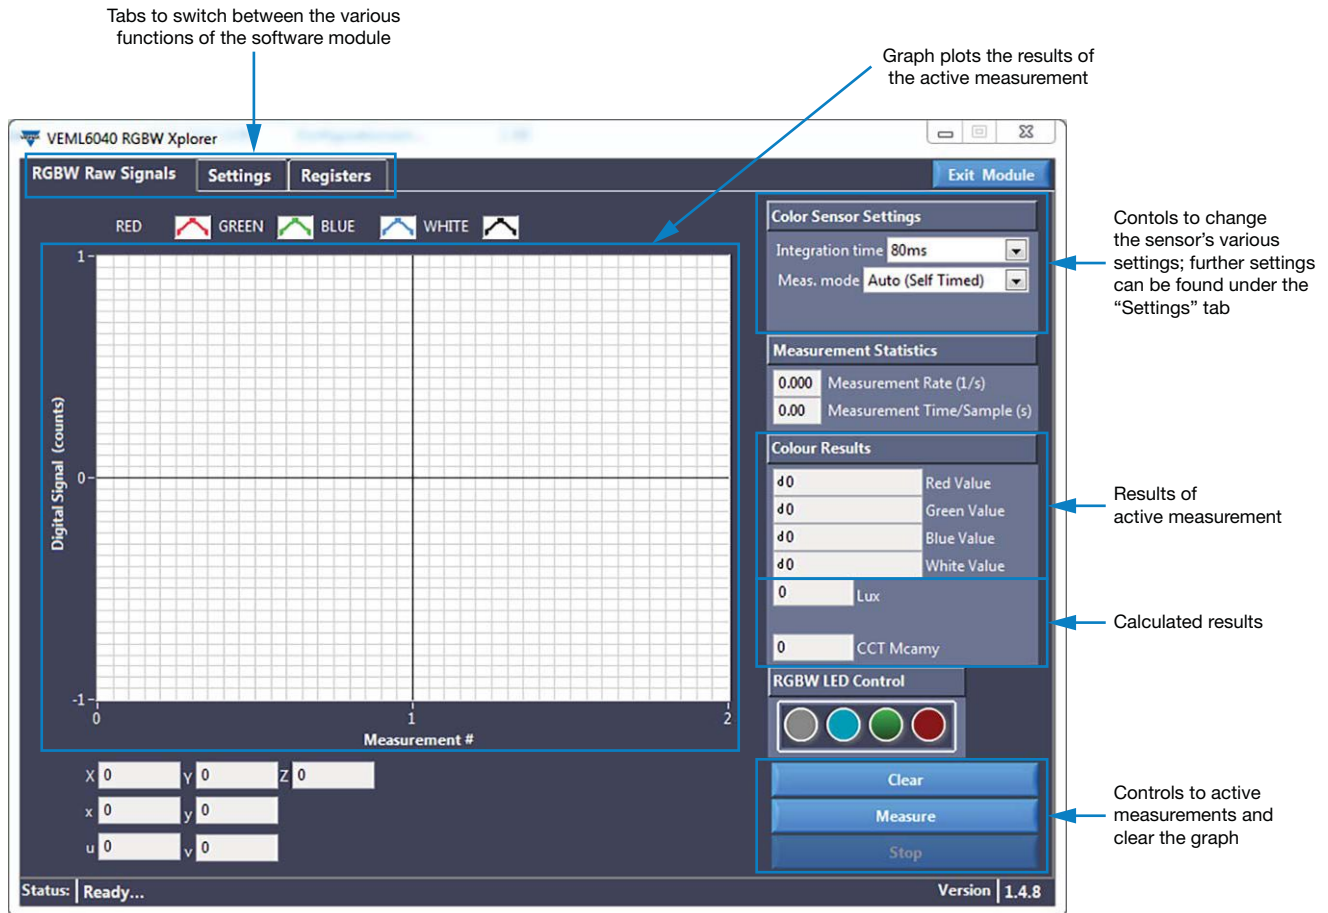 Tabs to switch between the various
functions of the software module
Graph plots the results of
the active measurement
VEML6040 RGBW Xplorer
RGBW Raw Signals
Settings
Registers
Exit Module
RED
GREEN
BLUE
WHITE
1
0
-1
Digital Signal (counts)
0
1
2
Measurement #
Color Sensor Settings
Integration time 80ms
Meas. mode Auto (Self Timed)
Contols to change
the sensor's various
settings; further settings
can be found under the
"Settings" tab
Measurement Statistics
0.000 Measurement Rate (1/s)
0.00 Measurement Time/Sample (s)
Colour Results
d 0 Red Value
d 0 Green Value
d 0 Blue Value
d 0 White Value
Results of
active measurement
0 Lux
0 CCT Mcamy
Calculated results
RGBW LED Control
X 0 Y 0 Z 0
x 0 y 0
u 0 v 0
Clear
Measure
Stop
Controls to active
measurements and
clear the graph
Status: Ready...
Version 1.4.8